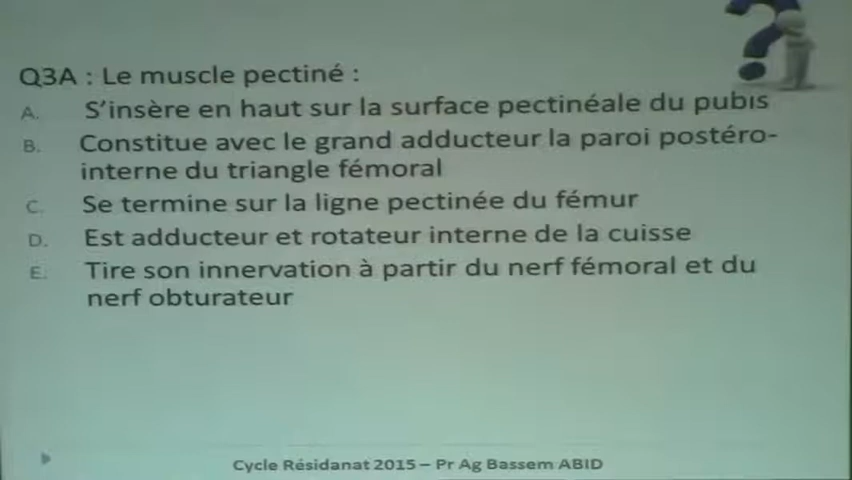 Q3A : Le muscle pectiné :
A. S'insère en haut sur la surface pectinéale du pubis
B. Constitue avec le grand adducteur la paroi postéro-
interne du triangle fémoral
C. Se termine sur la ligne pectinée du fémur
D. Est adducteur et rotateur interne de la cuisse
E. Tire son innervation à partir du nerf fémoral et du
nerf obturateur
Cycle Résidanat 2015 – Pr Ag Bassem ABID